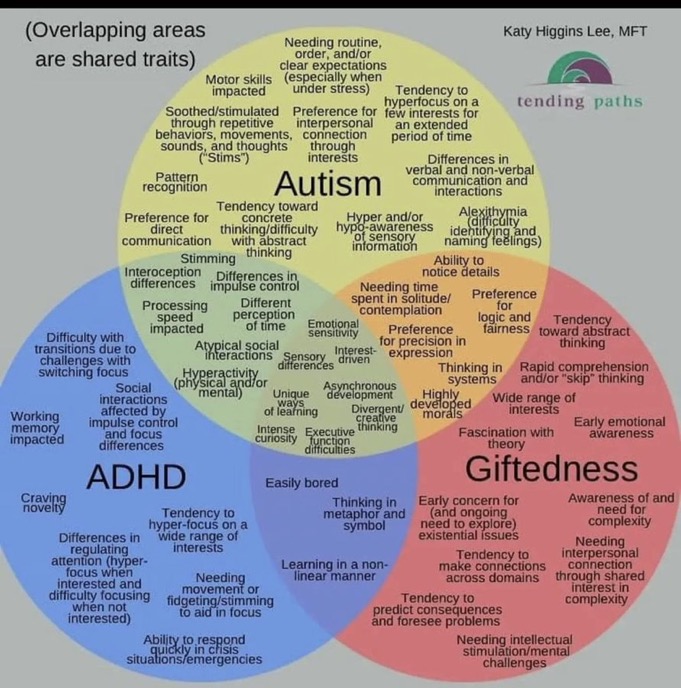 (Overlapping areas
are shared traits)
Katy Higgins Lee, MFT
tending paths
Needing routine,
order, and/or
clear expectations
(especially when
under stress)
Motor skills
impacted
Tendency to
hyperfocus on a
few interests for
an extended
period of time
Soothed/stimulated
through repetitive
behaviors, movements,
sounds, and thoughts
("Stims")
Preference for
interpersonal
connection
through
interests
Differences in
verbal and non-verbal
communication and
interactions
Pattern
recognition
Autism
Preference for
direct
communication
Tendency toward
concrete
thinking/difficulty
with abstract
thinking
Hyper and/or
hypo-awareness
of sensory
information
Alexithymia
(difficulty
identifying and
naming feelings)
Stimming
Interoception
differences
Differences in
impulse control
Processing
speed
impacted
Different
perception
of time
Atypical social
interactions
Hyperactivity
(physical and/or
mental)
Ability to
notice details
Needing time
spent in solitude/
contemplation
Preference
for
logic and
fairness
Preference
for precision in
expression
Thinking in
systems
Highly
developed
morals
Emotional
sensitivity
Sensory
differences
Interest-
driven
Unique
ways
of learning
Asynchronous
development
Divergent/
creative
thinking
Intense
curiosity
Executive
function
difficulties
Difficulty with
transitions due to
challenges with
switching focus
Social
interactions
affected by
impulse control
and focus
differences
Working
memory
impacted
ADHD
Craving
novelty
Tendency to
hyper-focus on a
wide range of
interests
Differences in
regulating
attention (hyper-
focus when
interested and
difficulty focusing
when not
interested)
Needing
movement or
fidgeting/stimming
to aid in focus
Ability to respond
quickly in crisis
situations/emergencies
Easily bored
Thinking in
metaphor and
symbol
Learning in a non-
linear manner
Tendency
toward abstract
thinking
Rapid comprehension
and/or "skip" thinking
Wide range of
interests
Early emotional
awareness
Fascination with
theory
Giftedness
Early concern for
(and ongoing
need to explore)
existential issues
Awareness of and
need for
complexity
Tendency to
make connections
across domains
Needing
interpersonal
connection
through shared
interest in
complexity
Tendency to
predict consequences
and foresee problems
Needing intellectual
stimulation/mental
challenges